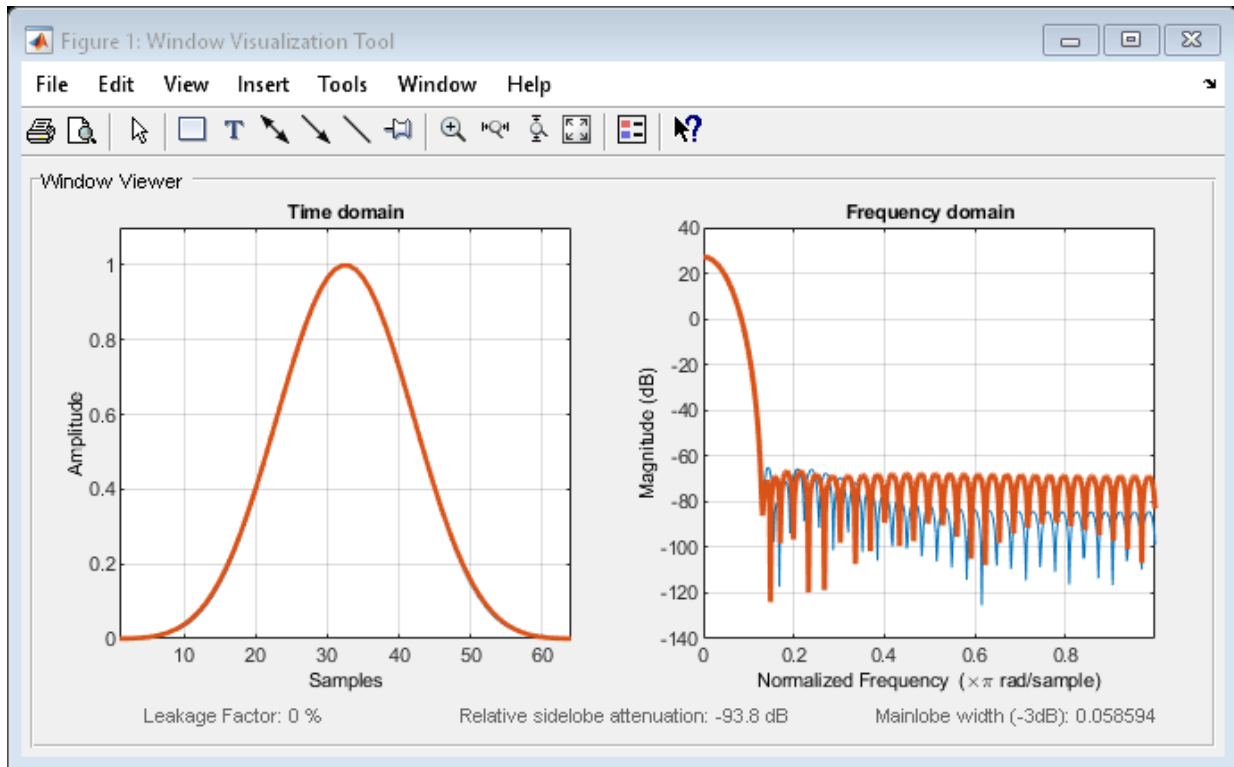 Figure 1: Window Visualization Tool
File Edit View Insert Tools Window Help
T
?
Window Viewer
Time domain
1
0.8
0.6
0.4
0.2
0
10 20 30 40 50 60
Amplitude
Samples
Frequency domain
40
20
0
-20
-40
-60
-80
-100
-120
-140
0 0.2 0.4 0.6 0.8
Magnitude (dB)
Normalized Frequency (×π rad/sample)
Leakage Factor: 0 % Relative sidelobe attenuation: -93.8 dB Mainlobe width (-3dB): 0.058594